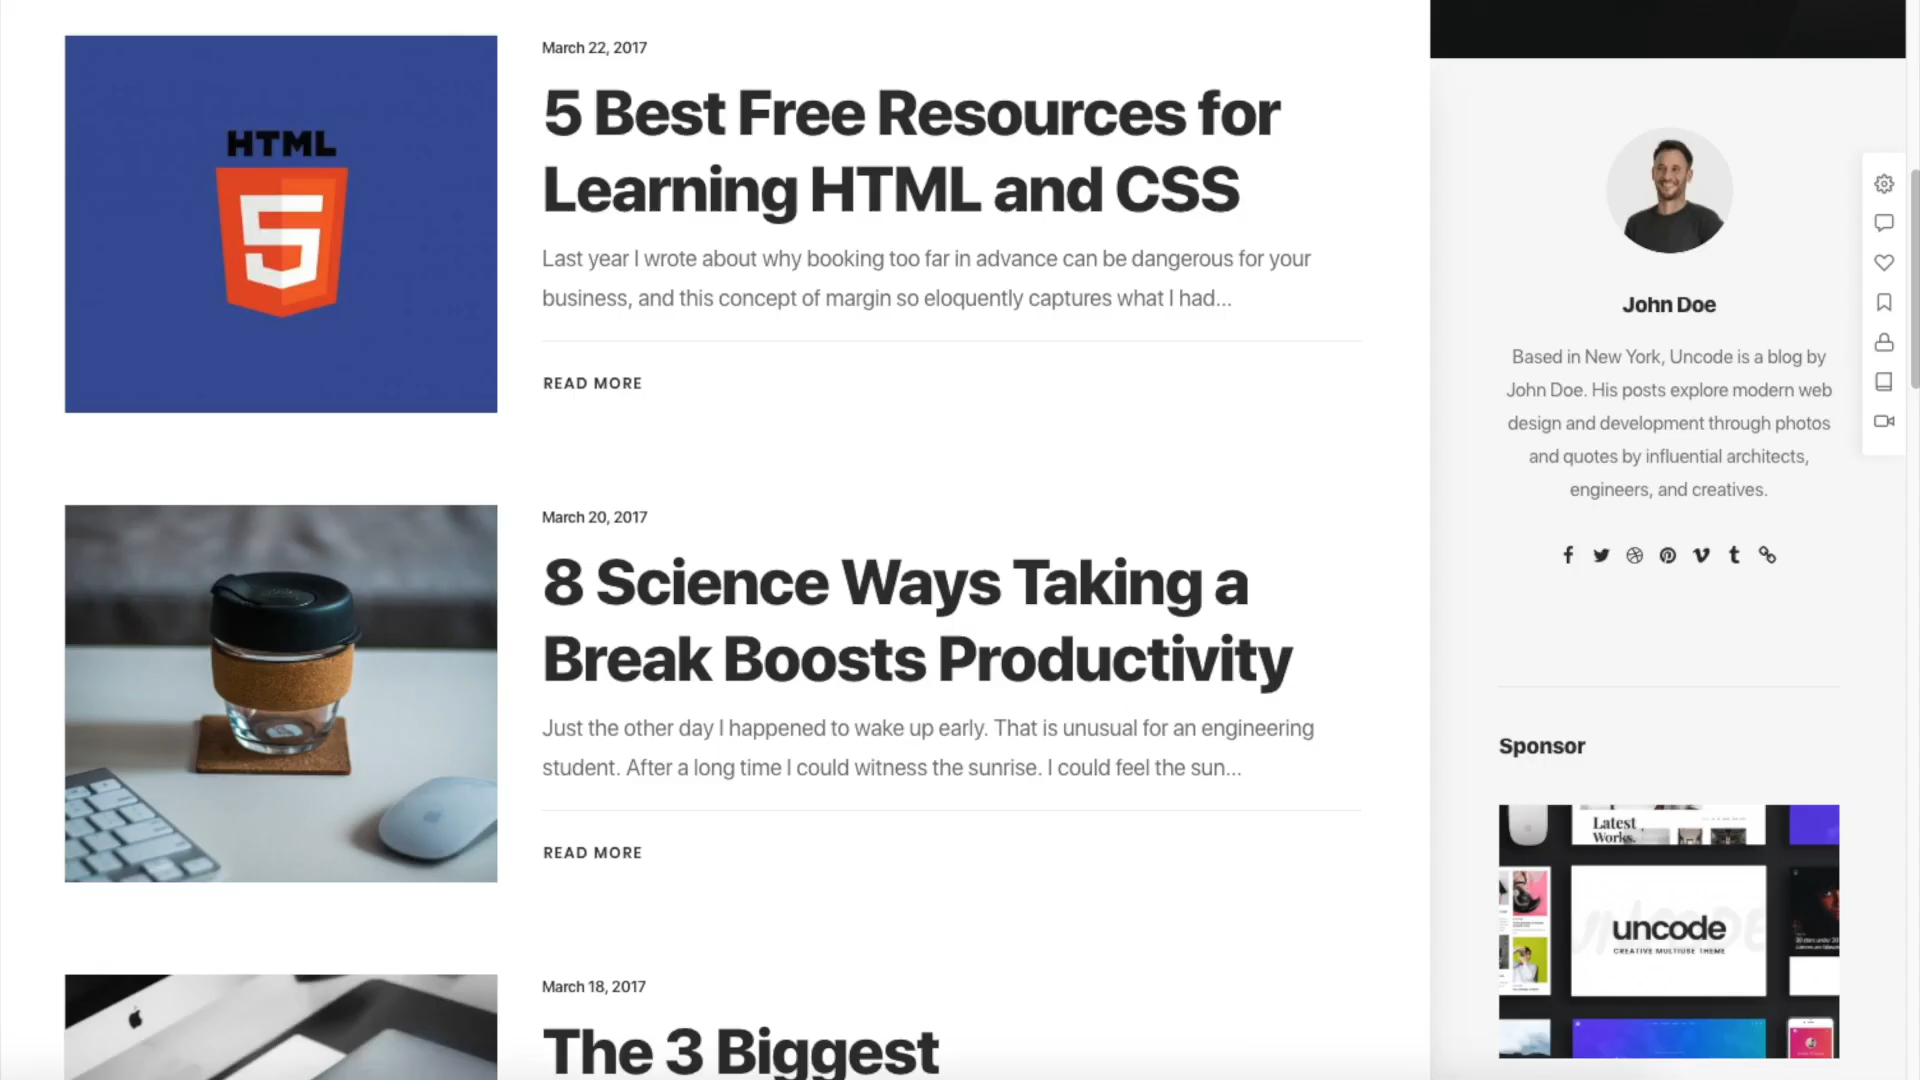 HTML
5
March 22, 2017
5 Best Free Resources for
Learning HTML and CSS
Last year I wrote about why booking too far in advance can be dangerous for your
business, and this concept of margin so eloquently captures what I had...
READ MORE
March 20, 2017
8 Science Ways Taking a
Break Boosts Productivity
Just the other day I happened to wake up early. That is unusual for an engineering
student. After a long time I could witness the sunrise. I could feel the sun...
READ MORE
March 18, 2017
The 3 Biggest
John Doe
Based in New York, Uncode is a blog by
John Doe. His posts explore modern web
design and development through photos
and quotes by influential architects,
engineers, and creatives.
Sponsor
Latest
Works.
uncode
CREATIVE MULTIUSE THEME